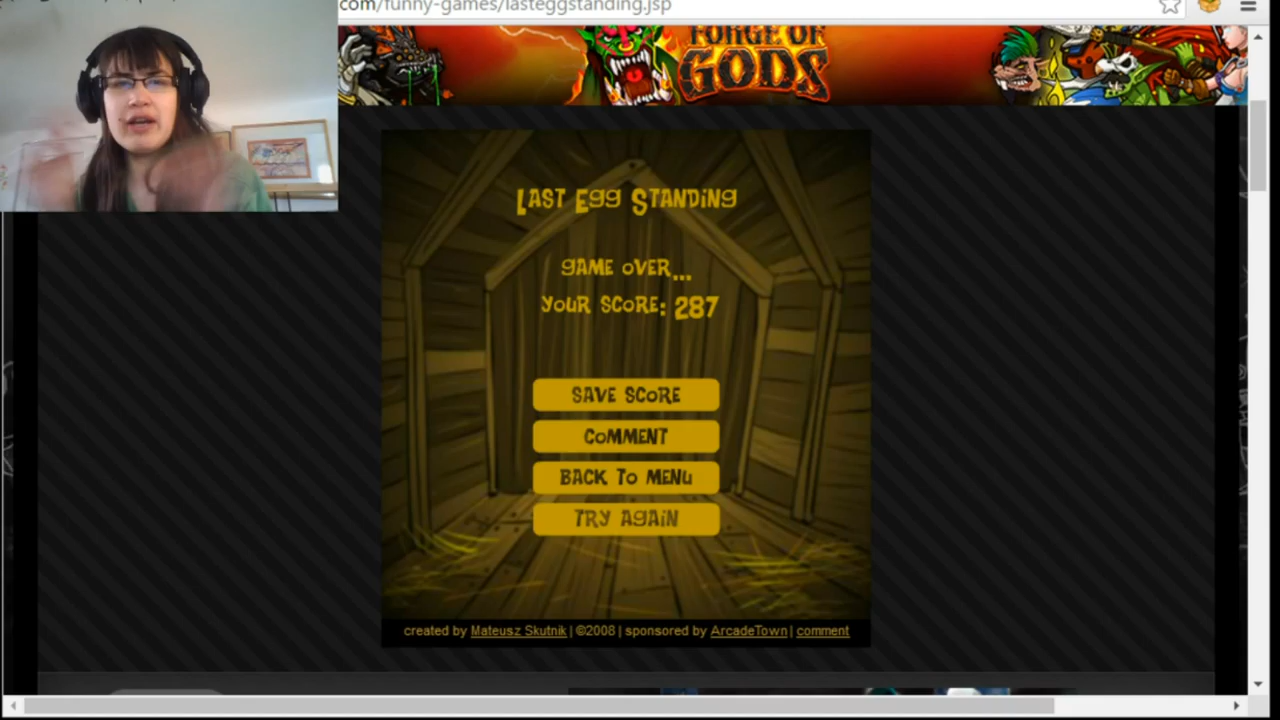 com/funny-games/lasteggstanding.jsp
FORGE OF
GODS
Last Egg Standing
game over...
your score: 287
SAVE SCORE
COMMENT
BACK TO MENU
TRY AGAIN
created by Mateusz Skutnik | ©2008 | sponsored by ArcadeTown | comment